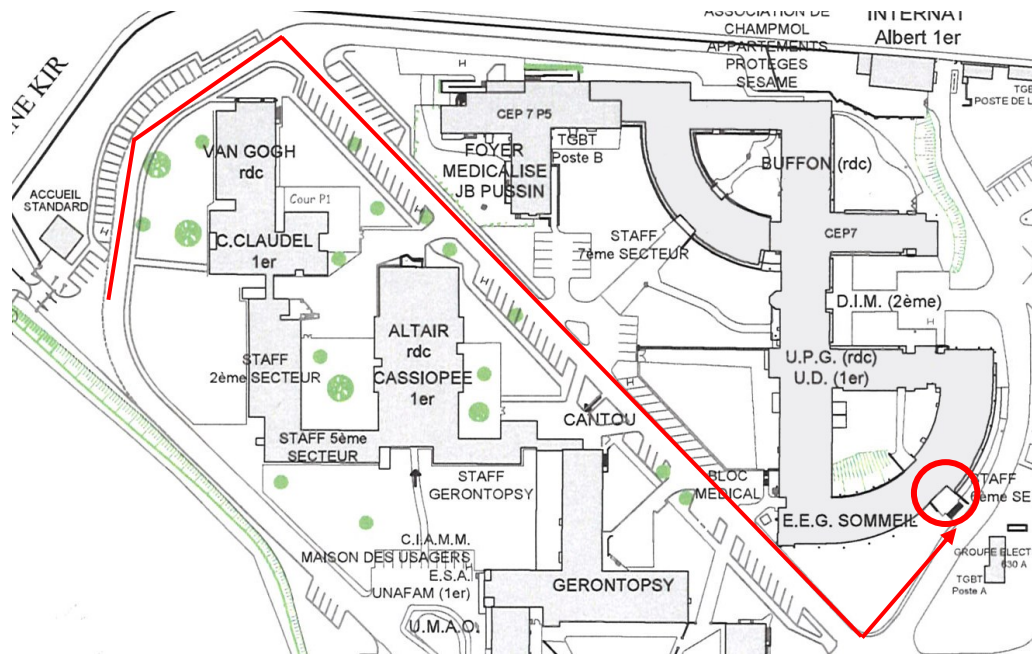 ASSOCIATION DE
CHAMPMOL
APPARTEMENTS
PROTEGES
SESAME
INTERNAT
Albert 1er
POSTE DE L
NE KIR
CEP 7 P5
TGBT
Poste B
FOYER
MEDICALISE
JB PUSSIN
VAN GOGH
rdc
BUFFON (rdc)
ACCUEIL
STANDARD
Cour P1
C.CLAUDEL
1er
STAFF
7ème SECTEUR
CEP7
D.I.M. (2ème)
ALTAIR
rdc
CASSIOPEE
1er
STAFF
2ème SECTEUR
U.P.G. (rdc)
U.D. (1er)
CANTOU
STAFF 5ème
SECTEUR
STAFF
GERONTOPSY
BLOC
MEDICAL
STAFF
6ème SE
E.E.G. SOMMEIL
C.I.A.M.M.
MAISON DES USAGERS
E.S.A.
UNAFAM (1er)
GERONTOPSY
GROUPE ELECT
630 A
TGBT
Poste A
U.M.A.O.